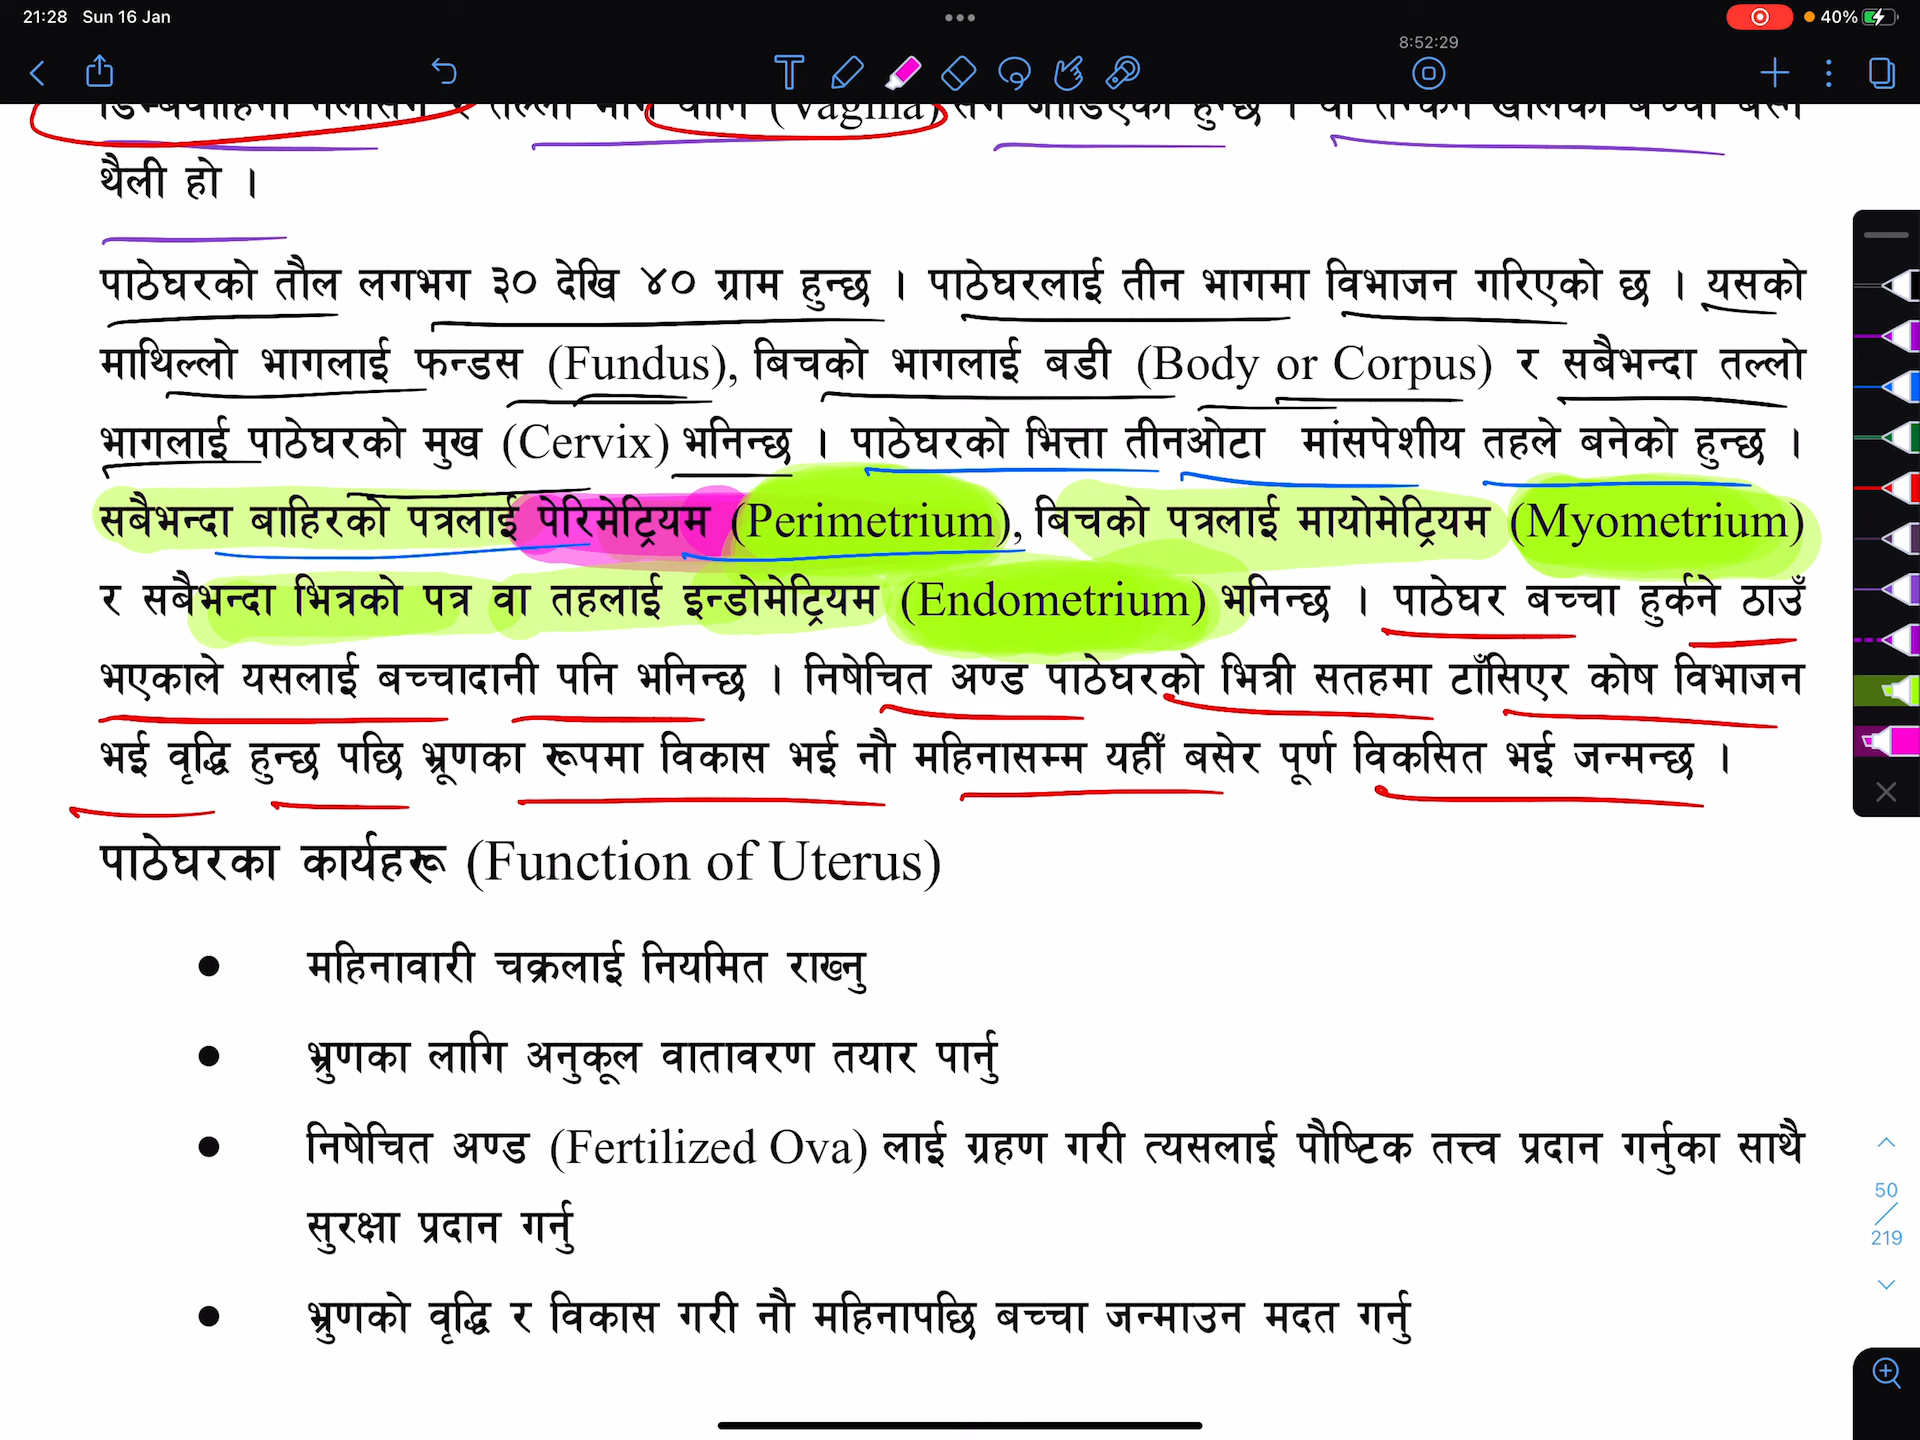 21:28 Sun 16 Jan
40%
8:52:29
(Vagina)
थैली हो ।
पाठेघरको तौल लगभग ३० देखि ४० ग्राम हुन्छ । पाठेघरलाई तीन भागमा विभाजन गरिएको छ । यसको
माथिल्लो भागलाई फन्डस (Fundus), बिचको भागलाई बडी (Body or Corpus) र सबैभन्दा तल्लो
भागलाई पाठेघरको मुख (Cervix) भनिन्छ । पाठेघरको भित्ता तीनओटा मांसपेशीय तहले बनेको हुन्छ ।
सबैभन्दा बाहिरको पत्रलाई पेरिमेट्रियम (Perimetrium), बिचको पत्रलाई मायोमेट्रियम (Myometrium)
र सबैभन्दा भित्रको पत्र वा तहलाई इन्डोमेट्रियम (Endometrium) भनिन्छ । पाठेघर बच्चा हुर्कने ठाउँ
भएकाले यसलाई बच्चादानी पनि भनिन्छ । निषेचित अण्ड पाठेघरको भित्री सतहमा टाँसिएर कोष विभाजन
भई वृद्धि हुन्छ पछि भ्रूणका रूपमा विकास भई नौ महिनासम्म यहीँ बसेर पूर्ण विकसित भई जन्मन्छ ।
पाठेघरका कार्यहरू (Function of Uterus)
● महिनावारी चक्रलाई नियमित राख्नु
● भ्रुणका लागि अनुकूल वातावरण तयार पार्नु
● निषेचित अण्ड (Fertilized Ova) लाई ग्रहण गरी त्यसलाई पौष्टिक तत्त्व प्रदान गर्नुका साथै
सुरक्षा प्रदान गर्नु
● भ्रुणको वृद्धि र विकास गरी नौ महिनापछि बच्चा जन्माउन मदत गर्नु
50
/
219